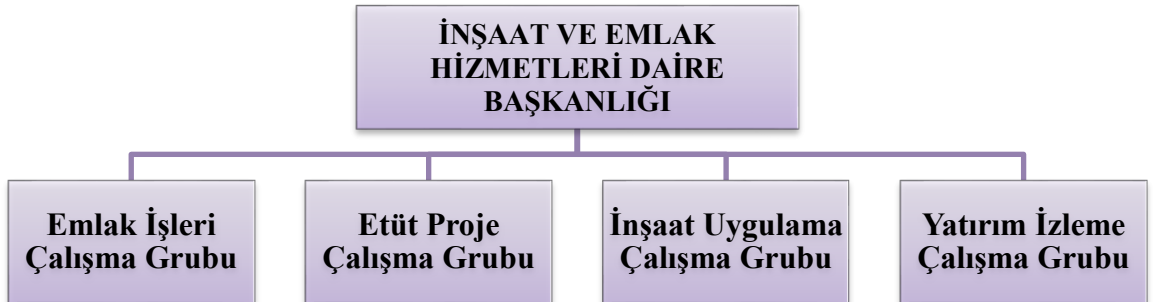 İNŞAAT VE EMLAK
HİZMETLERİ DAİRE
BAŞKANLIĞI
Emlak İşleri
Çalışma Grubu
Etüt Proje
Çalışma Grubu
İnşaat Uygulama
Çalışma Grubu
Yatırım İzleme
Çalışma Grubu